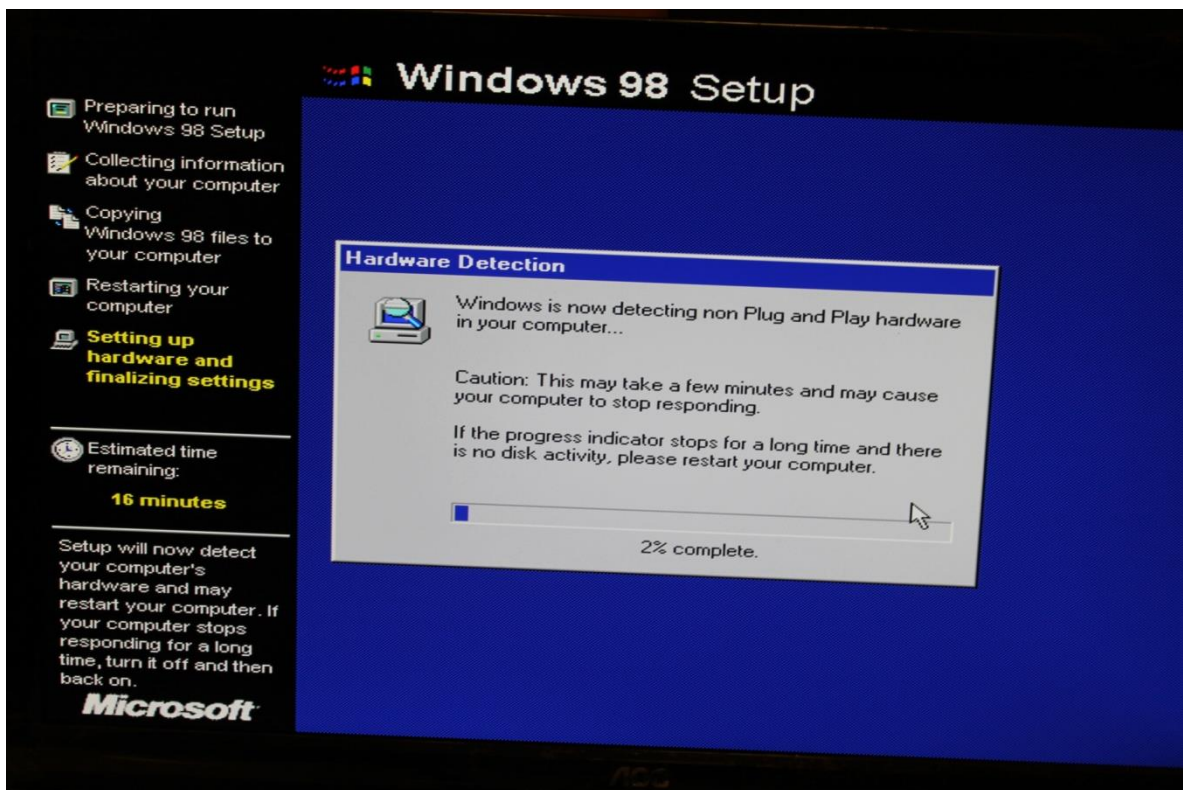 Windows 98 Setup
Preparing to run
Windows 98 Setup
Collecting information
about your computer
Copying
Windows 98 files to
your computer
Restarting your
computer
Setting up
hardware and
finalizing settings
Estimated time
remaining:
16 minutes
Setup will now detect
your computer's
hardware and may
restart your computer. If
your computer stops
responding for a long
time, turn it off and then
back on.
Microsoft
Hardware Detection
Windows is now detecting non Plug and Play hardware
in your computer...
Caution: This may take a few minutes and may cause
your computer to stop responding.
If the progress indicator stops for a long time and there
is no disk activity, please restart your computer.
2% complete.
AOC